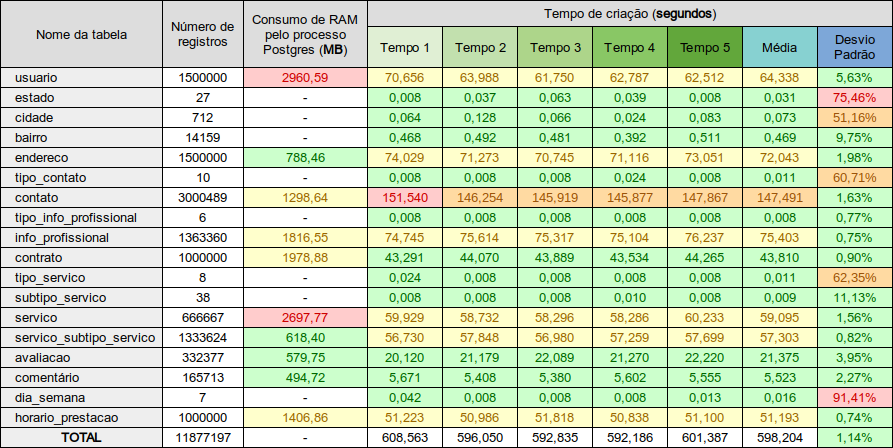 Nome da tabela
Número de
registros
Consumo de RAM
pelo processo
Postgres (MB)
Tempo de criação (segundos)
Tempo 1 Tempo 2 Tempo 3 Tempo 4 Tempo 5 Média Desvio
Padrão
usuario 1500000 2960,59 70,656 63,988 61,750 62,787 62,512 64,338 5,63%
estado 27 - 0,008 0,037 0,063 0,039 0,008 0,031 75,46%
cidade 712 - 0,064 0,128 0,066 0,024 0,083 0,073 51,16%
bairro 14159 - 0,468 0,492 0,481 0,392 0,511 0,469 9,75%
endereco 1500000 788,46 74,029 71,273 70,745 71,116 73,051 72,043 1,98%
tipo_contato 10 - 0,008 0,008 0,008 0,024 0,008 0,011 60,71%
contato 3000489 1298,64 151,540 146,254 145,919 145,877 147,867 147,491 1,63%
tipo_info_profissional 6 - 0,008 0,008 0,008 0,008 0,008 0,008 0,77%
info_profissional 1363360 1816,55 74,745 75,614 75,317 75,104 76,237 75,403 0,75%
contrato 1000000 1978,88 43,291 44,070 43,889 43,534 44,265 43,810 0,90%
tipo_servico 8 - 0,024 0,008 0,008 0,008 0,008 0,011 62,35%
subtipo_servico 38 - 0,008 0,008 0,008 0,010 0,008 0,009 11,13%
servico 666667 2697,77 59,929 58,732 58,296 58,286 60,233 59,095 1,56%
servico_subtipo_servico 1333624 618,40 56,730 57,848 56,980 57,259 57,699 57,303 0,82%
avaliacao 332377 579,75 20,120 21,179 22,089 21,270 22,220 21,375 3,95%
comentário 165713 494,72 5,671 5,408 5,380 5,602 5,555 5,523 2,27%
dia_semana 7 - 0,042 0,008 0,008 0,008 0,013 0,016 91,41%
horario_prestacao 1000000 1406,86 51,223 50,986 51,818 50,838 51,100 51,193 0,74%
TOTAL 11877197 - 608,563 596,050 592,835 592,186 601,387 598,204 1,14%